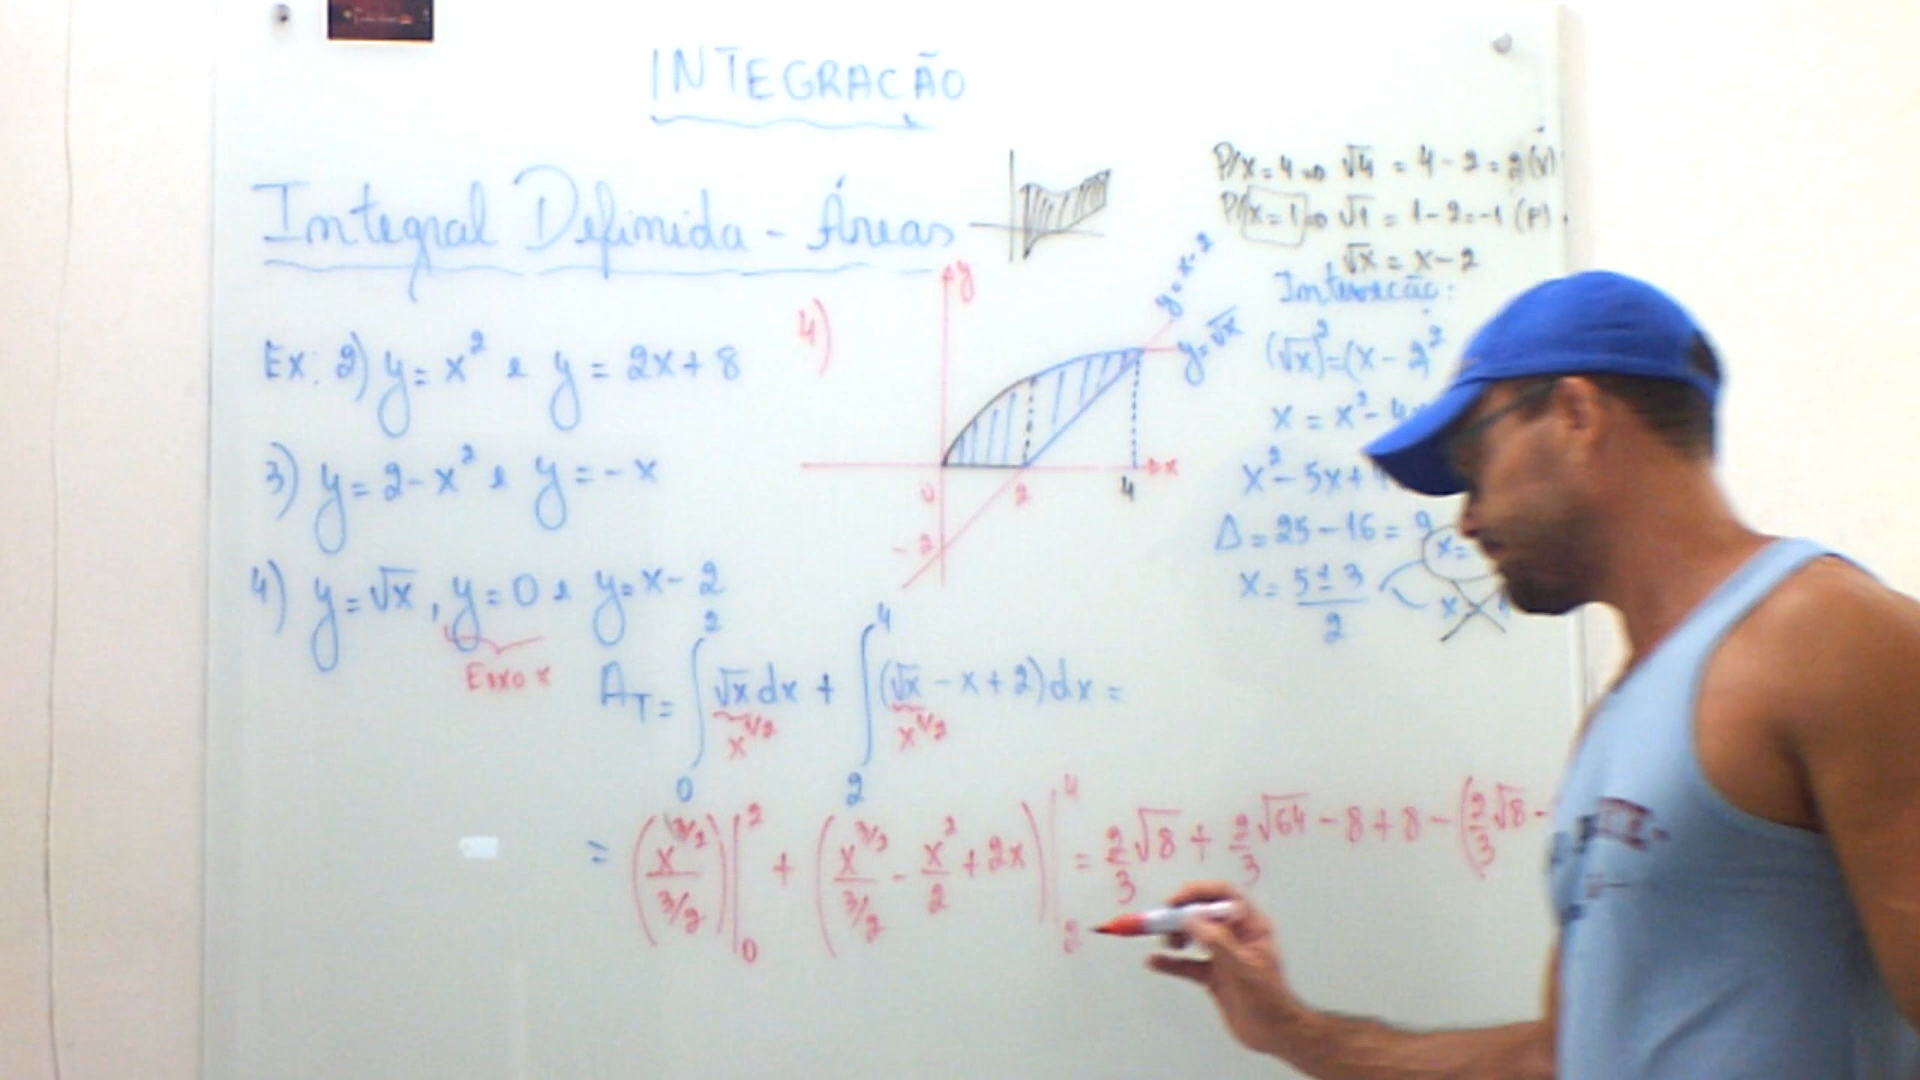 INTEGRAÇÃO
Integral Definida - Áreas
P/x = 4 ⇒ √4 = 4 - 2 = 2 (V)
P/x = 1 ⇒ √1 = 1 - 2 = -1 (F)
√x = x - 2
Interseção:
(√x)² = (x - 2)²
x = x² - 4
x² - 5x +
Δ = 25 - 16 = 9
x = (5 ± 3)/2
x =
x
Ex: 2) y = x² e y = 2x + 8
3) y = 2 - x² e y = -x
4) y = √x, y = 0 e y = x - 2
Eixo x
4)
y
y = x - 2
y = √x
0 2 4 x
-2
A_T = ∫₀² √x dx + ∫₂⁴ (√x - x + 2) dx =
x^(1/2) x^(1/2)
= (x^(3/2)/(3/2)) |₀² + (x^(3/2)/(3/2) - x²/2 + 2x) |₂⁴ = 2/3 √8 + 2/3 √64 - 8 + 8 - (2/3 √8 -